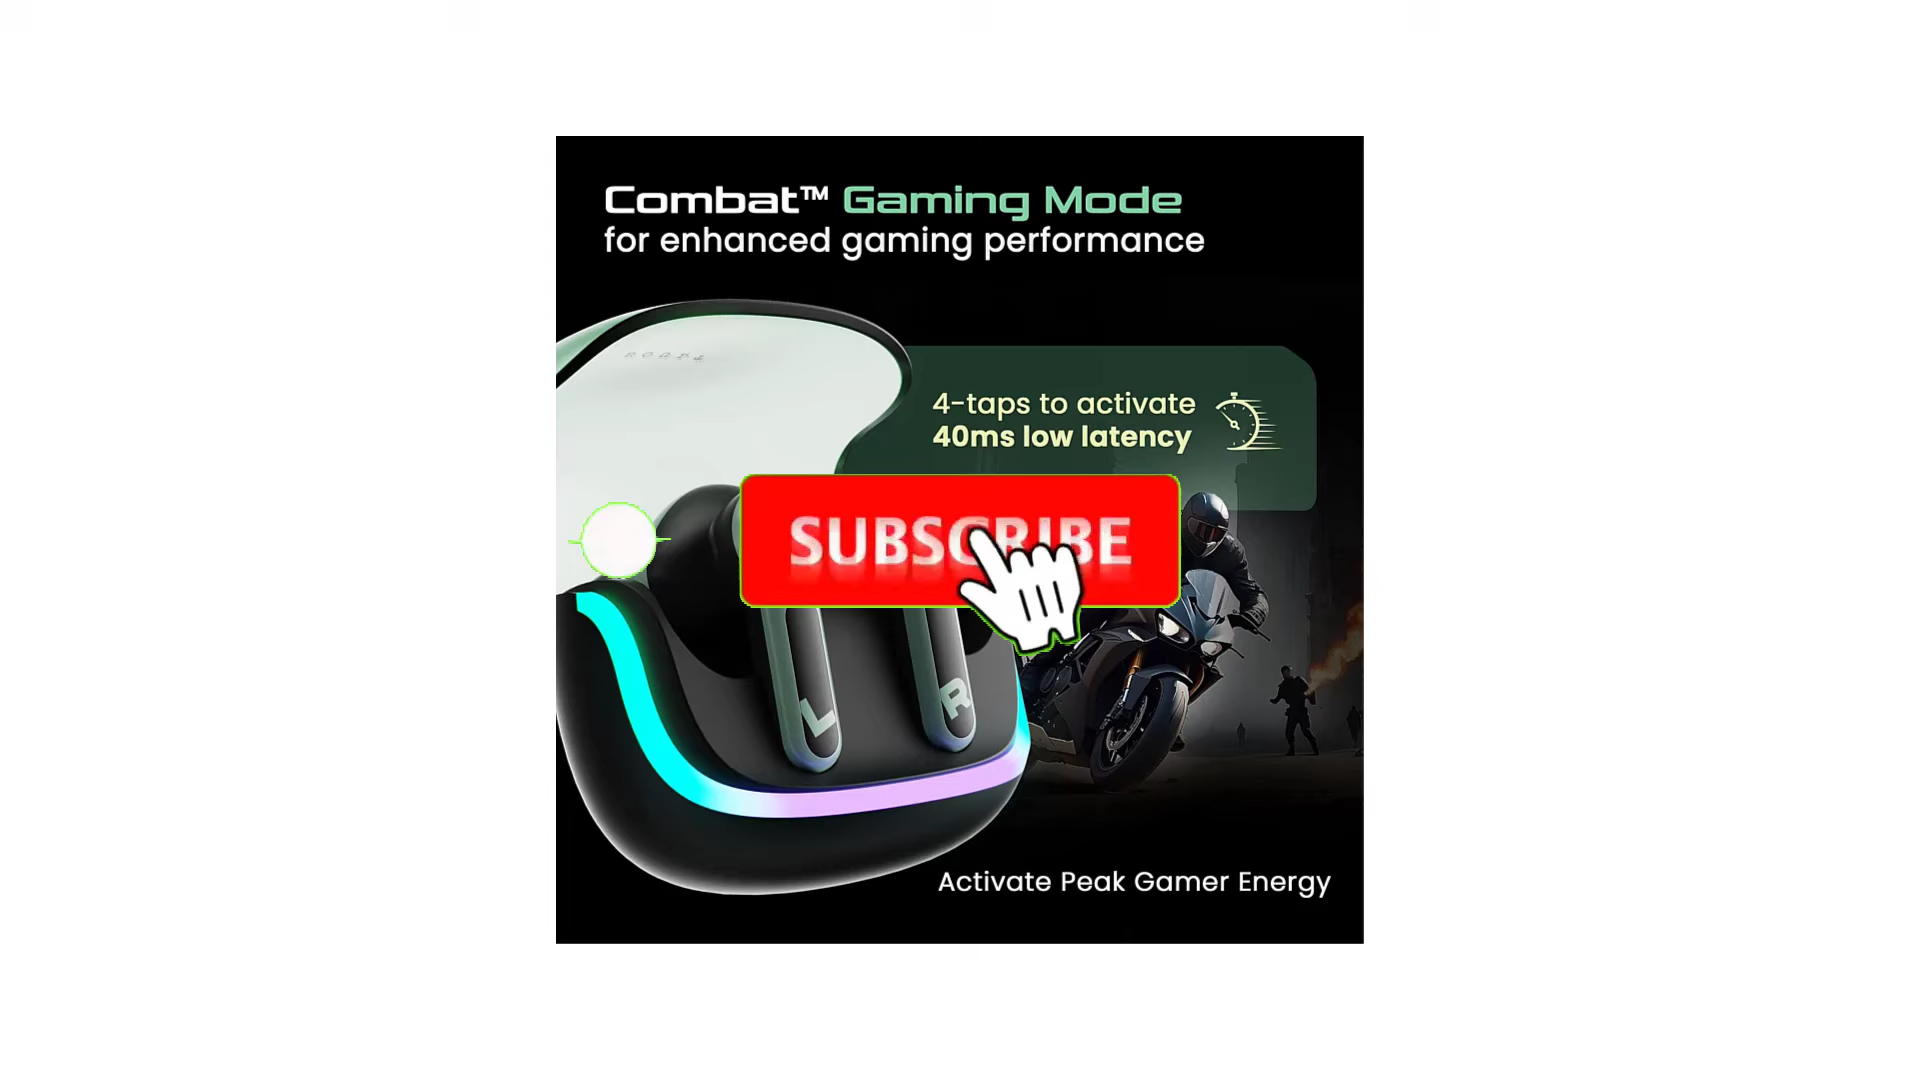 Combat™ Gaming Mode
for enhanced gaming performance
4-taps to activate
40ms low latency
SUBSCRIBE
L
R
Activate Peak Gamer Energy